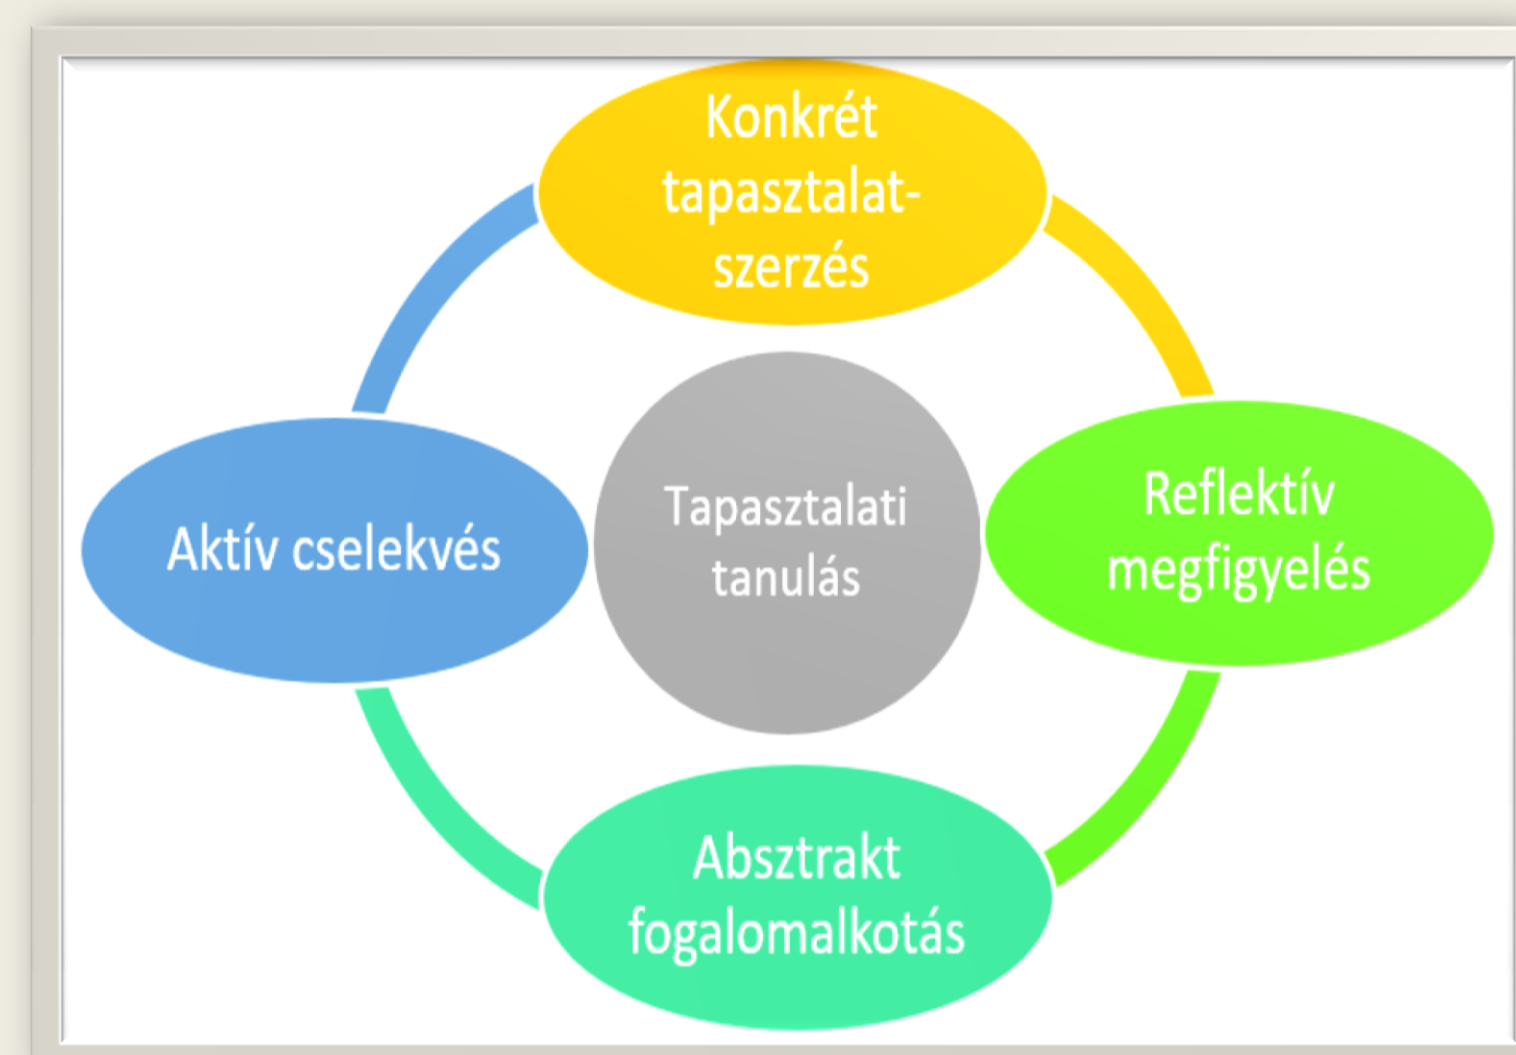 Konkrét
tapasztalat-
szerzés
Reflektív
megfigyelés
Absztrakt
fogalomalkotás
Aktív cselekvés
Tapasztalati
tanulás